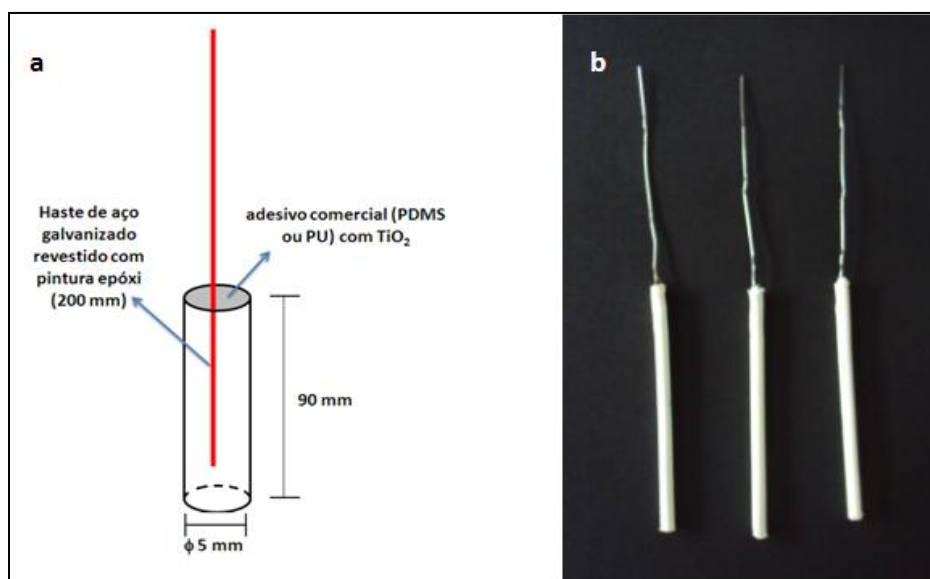 a
b
Haste de aço
galvanizado
revestido com
pintura epóxi
(200 mm)
adesivo comercial (PDMS
ou PU) com TiO₂
90 mm
ϕ 5 mm